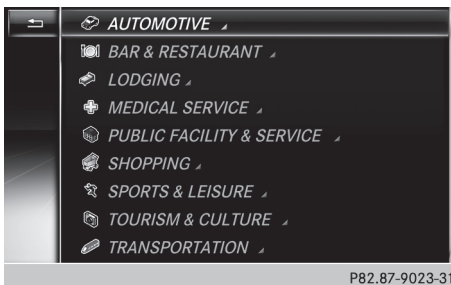 AUTOMOTIVE
BAR & RESTAURANT
LODGING
MEDICAL SERVICE
PUBLIC FACILITY & SERVICE
SHOPPING
SPORTS & LEISURE
TOURISM & CULTURE
TRANSPORTATION
P82.87-9023-31